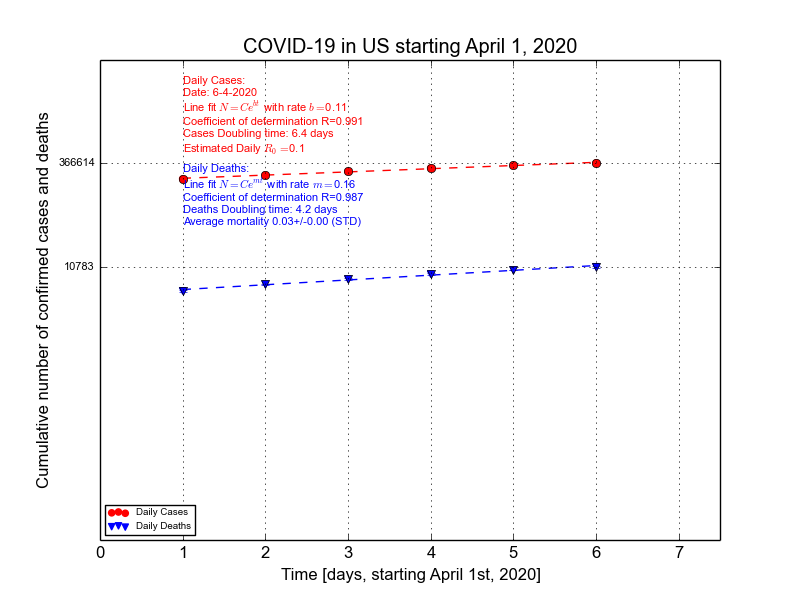 COVID-19 in US starting April 1, 2020
Daily Cases:
Date: 6-4-2020
Line fit N = Ce^{bt} with rate b =0.11
Coefficient of determination R=0.991
Cases Doubling time: 6.4 days
Estimated Daily R_0 =0.1
Daily Deaths:
Line fit N = Ce^{mt} with rate m =0.16
Coefficient of determination R=0.987
Deaths Doubling time: 4.2 days
Average mortality 0.03+/-0.00 (STD)
366614
10783
Cumulative number of confirmed cases and deaths
Daily Cases
Daily Deaths
0 1 2 3 4 5 6 7
Time [days, starting April 1st, 2020]